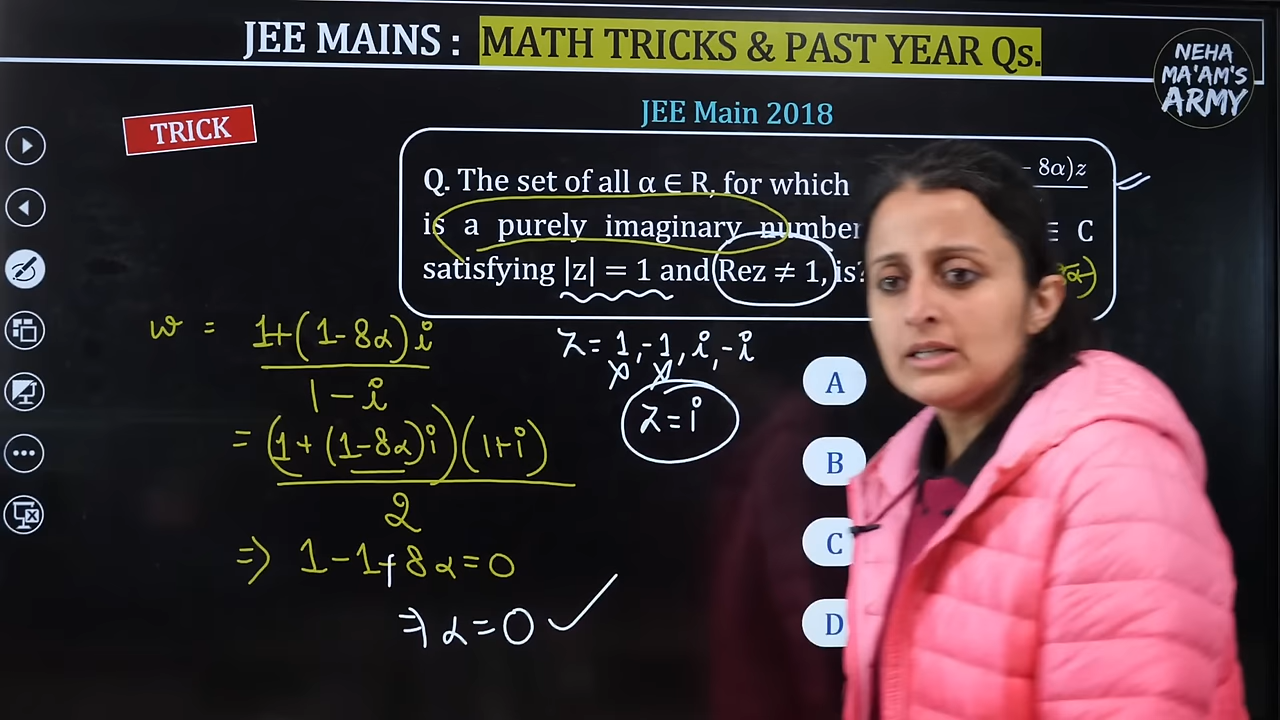 JEE MAINS : MATH TRICKS & PAST YEAR Qs.
NEHA
MA'AM'S
ARMY
TRICK
JEE Main 2018
Q. The set of all α ∈ R, for which
- 8α)z
is a purely imaginary number
∈ C
satisfying |z| = 1 and Rez ≠ 1, is?
α)
w = 1+(1-8α)i
1-i
= (1+(1-8α)i)(1+i)
2
⇒ 1-1+8α=0
⇒ α=0 ✓
z=1,-1,i,-i
z=i
A
B
C
D